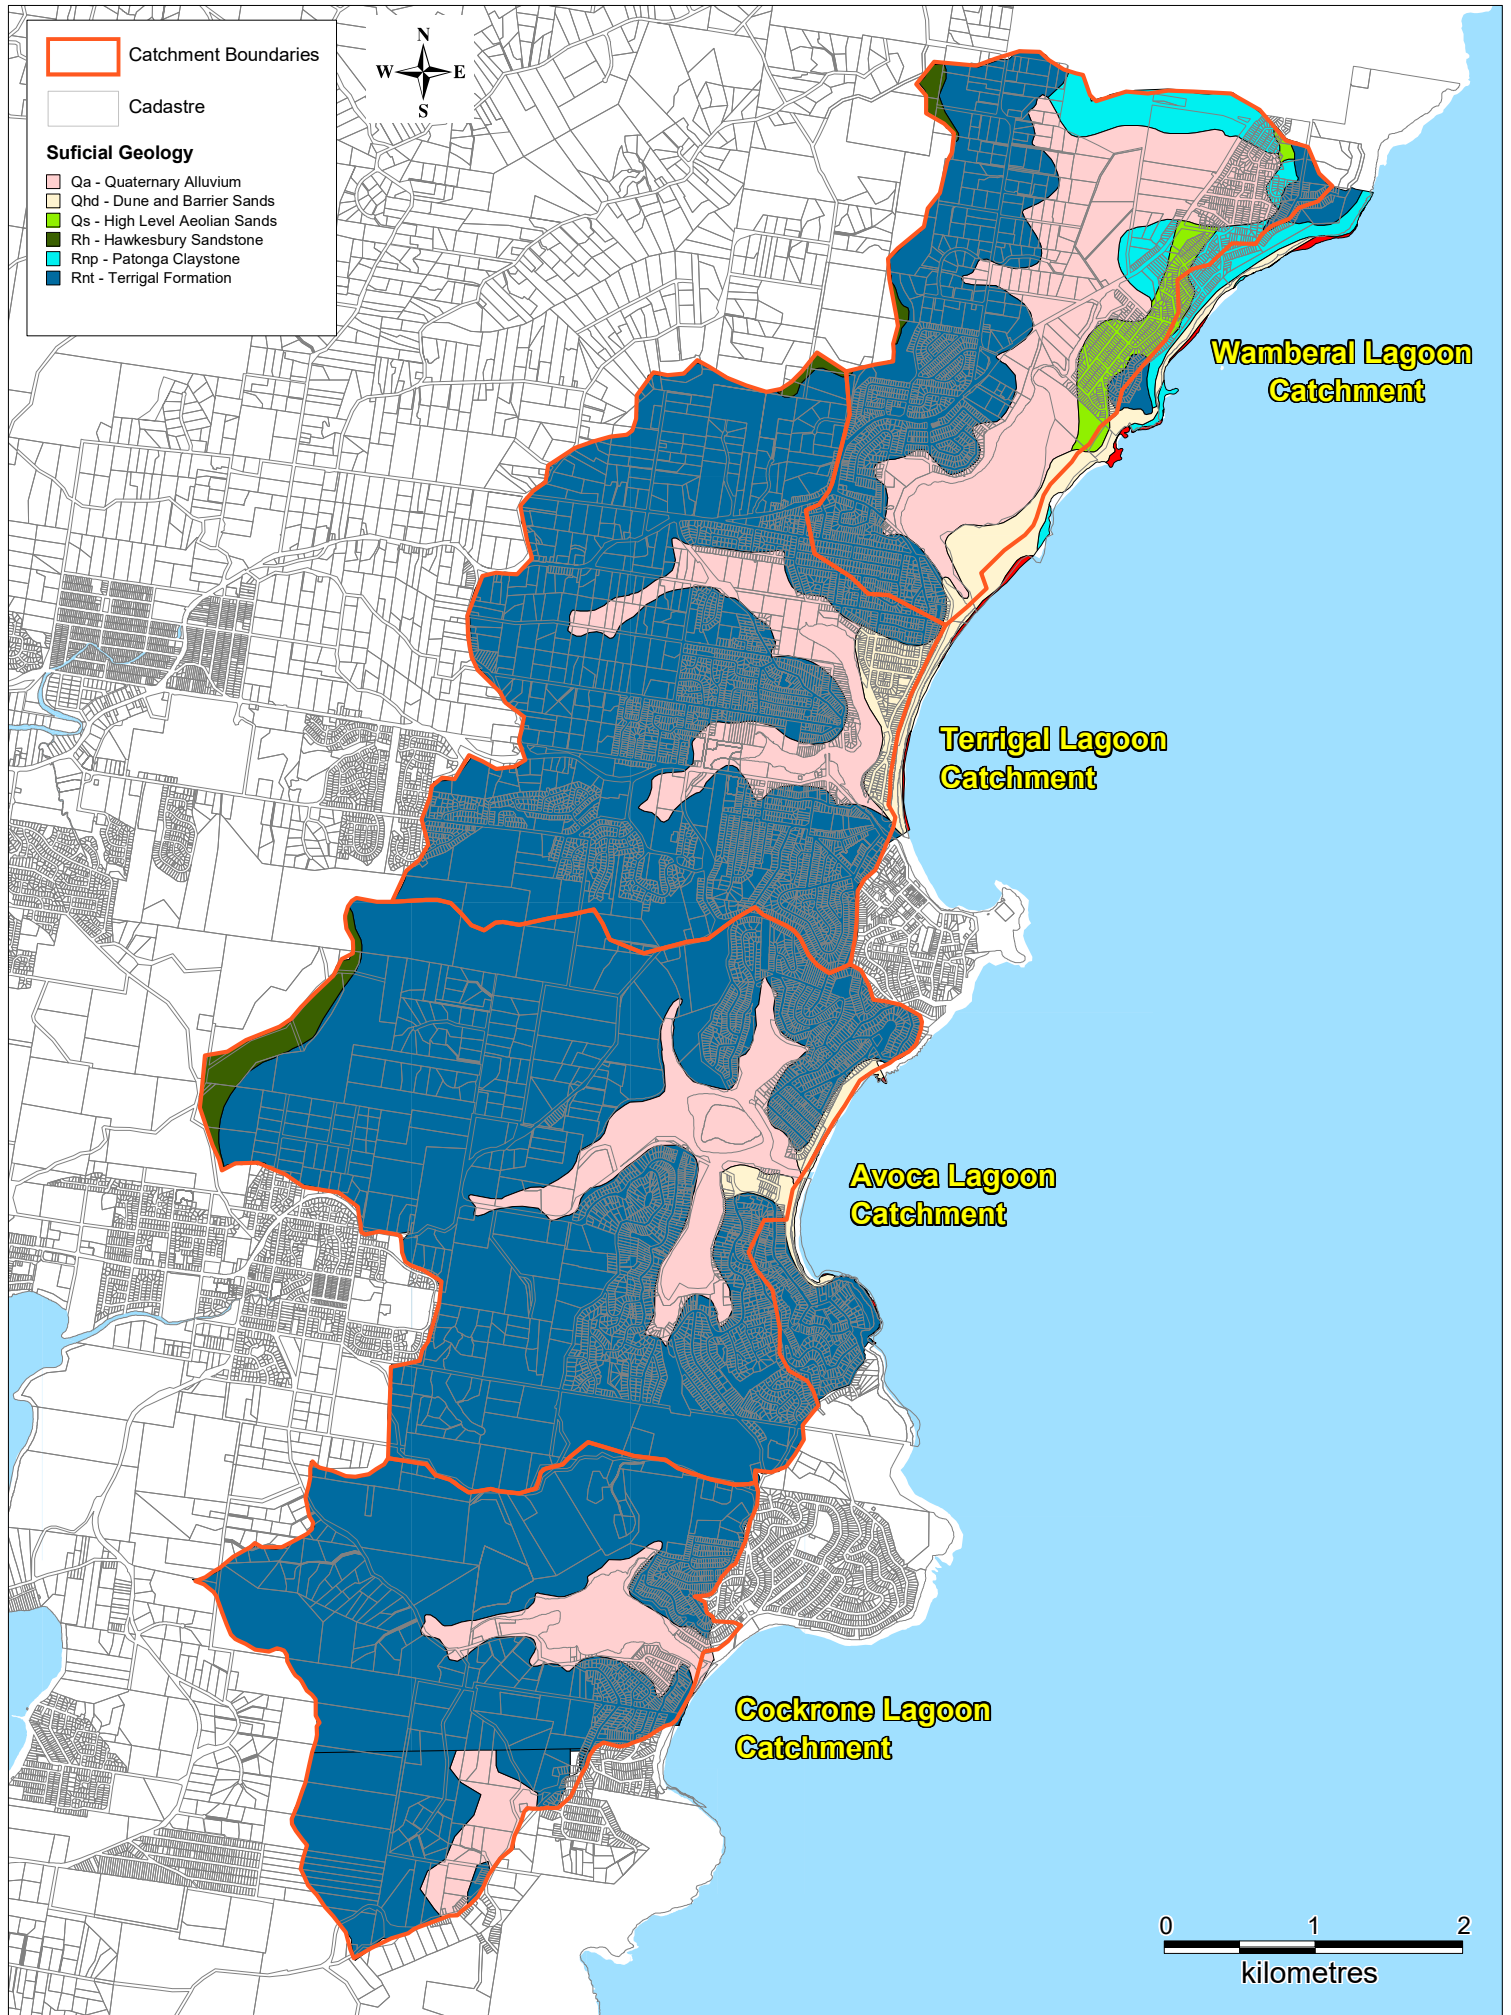 Catchment Boundaries
Cadastre
Suficial Geology
Qa - Quaternary Alluvium
Qhd - Dune and Barrier Sands
Qs - High Level Aeolian Sands
Rh - Hawkesbury Sandstone
Rnp - Patonga Claystone
Rnt - Terrigal Formation
N
W E
S
Wamberal Lagoon
Catchment
Terrigal Lagoon
Catchment
Avoca Lagoon
Catchment
Cockrone Lagoon
Catchment
0 1 2
kilometres